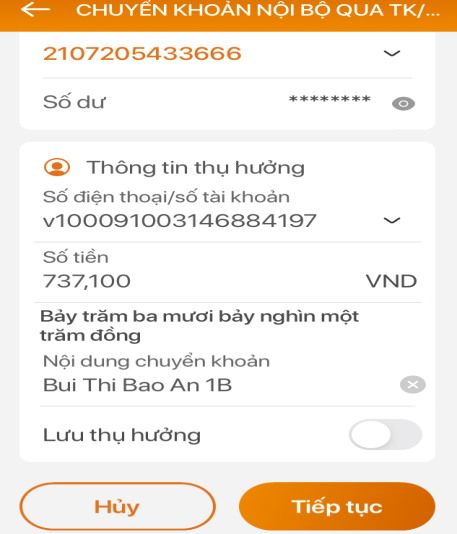 CHUYỂN KHOẢN NỘI BỘ QUA TK/...
2107205433666
Số dư ********
Thông tin thụ hưởng
Số điện thoại/số tài khoản
v100091003146884197
Số tiền
737,100 VND
Bảy trăm ba mươi bảy nghìn một
trăm đồng
Nội dung chuyển khoản
Bui Thi Bao An 1B
Lưu thụ hưởng
Hủy Tiếp tục